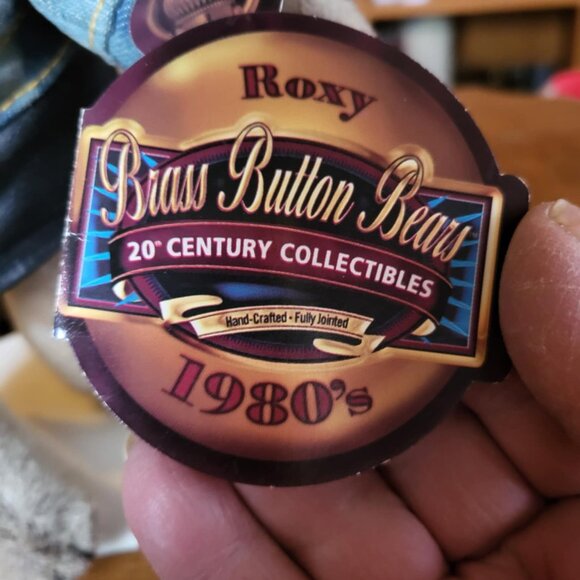 Roxy
Brass Button Bears
20th CENTURY COLLECTIBLES
Hand-Crafted • Fully Jointed
1980's